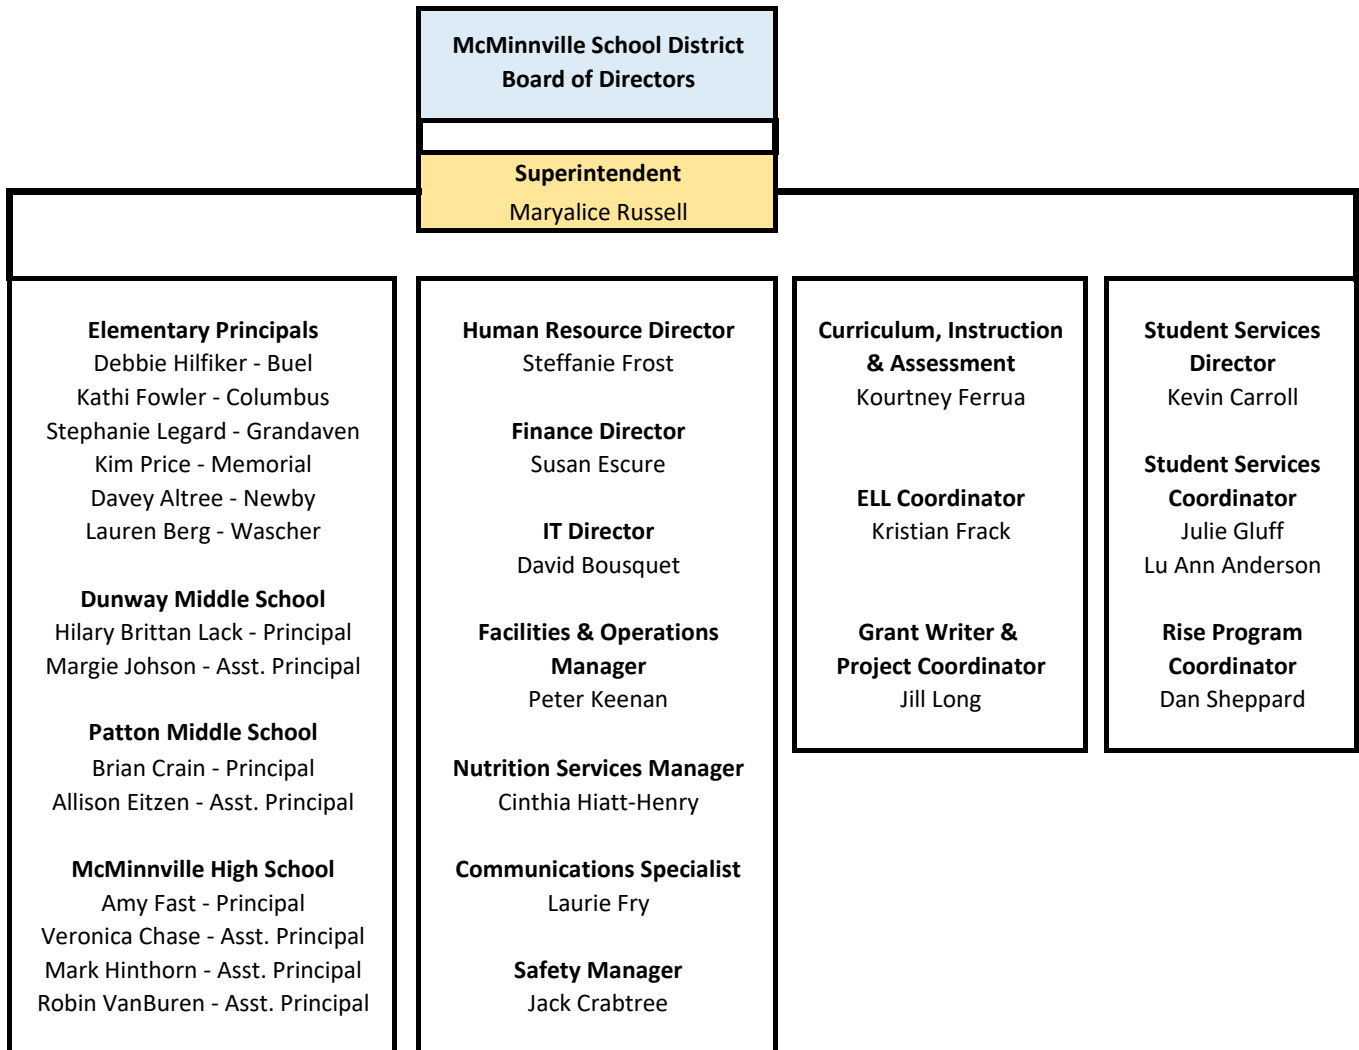 McMinnville School District
Board of Directors
Superintendent
Maryalice Russell
Elementary Principals
Debbie Hilfiker - Buel
Kathi Fowler - Columbus
Stephanie Legard - Grandaven
Kim Price - Memorial
Davey Altree - Newby
Lauren Berg - Wascher
Dunway Middle School
Hilary Brittan Lack - Principal
Margie Johson - Asst. Principal
Patton Middle School
Brian Crain - Principal
Allison Eitzen - Asst. Principal
McMinnville High School
Amy Fast - Principal
Veronica Chase - Asst. Principal
Mark Hinthorn - Asst. Principal
Robin VanBuren - Asst. Principal
Human Resource Director
Steffanie Frost
Finance Director
Susan Escure
IT Director
David Bousquet
Facilities & Operations
Manager
Peter Keenan
Nutrition Services Manager
Cinthia Hiatt-Henry
Communications Specialist
Laurie Fry
Safety Manager
Jack Crabtree
Curriculum, Instruction
& Assessment
Kourtney Ferrua
ELL Coordinator
Kristian Frack
Grant Writer &
Project Coordinator
Jill Long
Student Services
Director
Kevin Carroll
Student Services
Coordinator
Julie Gluff
Lu Ann Anderson
Rise Program
Coordinator
Dan Sheppard